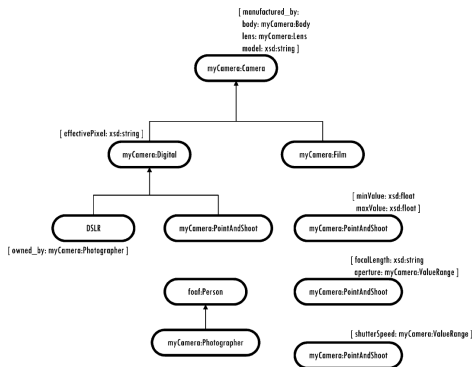 [ manufactured_by:
body: myCamera:Body
lens: myCamera:Lens
model: xsd:string ]
myCamera:Camera
[ effectivePixel: xsd:string ]
myCamera:Digital
myCamera:Film
[ minValue: xsd:float
maxValue: xsd:float ]
DSLR
myCamera:PointAndShoot
myCamera:PointAndShoot
[ owned_by: myCamera:Photographer ]
[ focalLength: xsd:string
aperture: myCamera:ValueRange ]
foaf:Person
myCamera:PointAndShoot
[ shutterSpeed: myCamera:ValueRange ]
myCamera:Photographer
myCamera:PointAndShoot